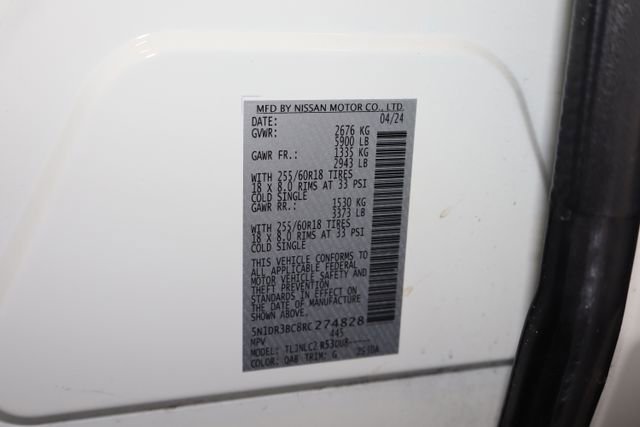 MFD BY NISSAN MOTOR CO., LTD.
DATE: 04/24
GVWR: 2676 KG
5900 LB
GAWR FR.: 1335 KG
2943 LB
WITH 255/60R18 TIRES
18 X 8.0 RIMS AT 33 PSI
COLD SINGLE
GAWR RR.: 1530 KG
3373 LB
WITH 255/60R18 TIRES
18 X 8.0 RIMS AT 33 PSI
COLD SINGLE
THIS VEHICLE CONFORMS TO
ALL APPLICABLE FEDERAL
MOTOR VEHICLE SAFETY AND
THEFT PREVENTION
STANDARDS IN EFFECT ON
THE DATE OF MANUFACTURE
SHOWN ABOVE.
5N1DR3BC8RC274828
MPV 445
MODEL:
COLOR: QAB TRIM: G